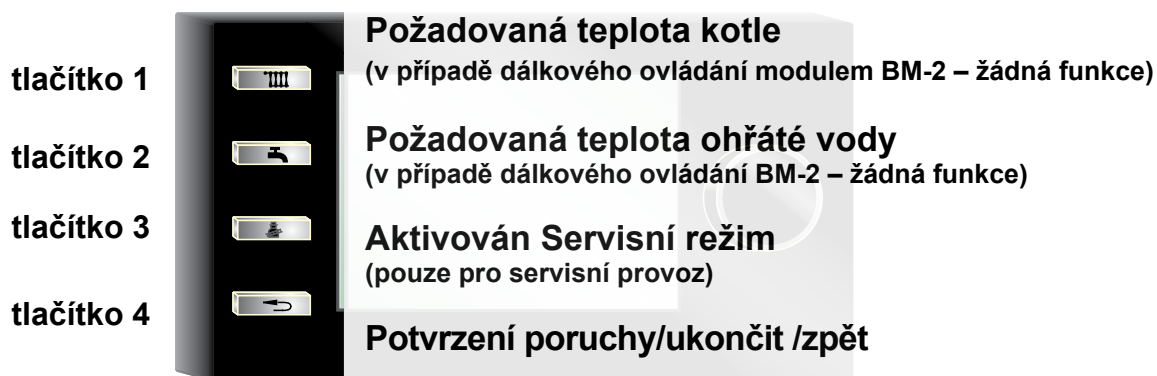 tlačítko 1
Požadovaná teplota kotle
(v případě dálkového ovládání modulem BM-2 – žádná funkce)
tlačítko 2
Požadovaná teplota ohřáté vody
(v případě dálkového ovládání BM-2 – žádná funkce)
tlačítko 3
Aktivován Servisní režim
(pouze pro servisní provoz)
tlačítko 4
Potvrzení poruchy/ukončit /zpět